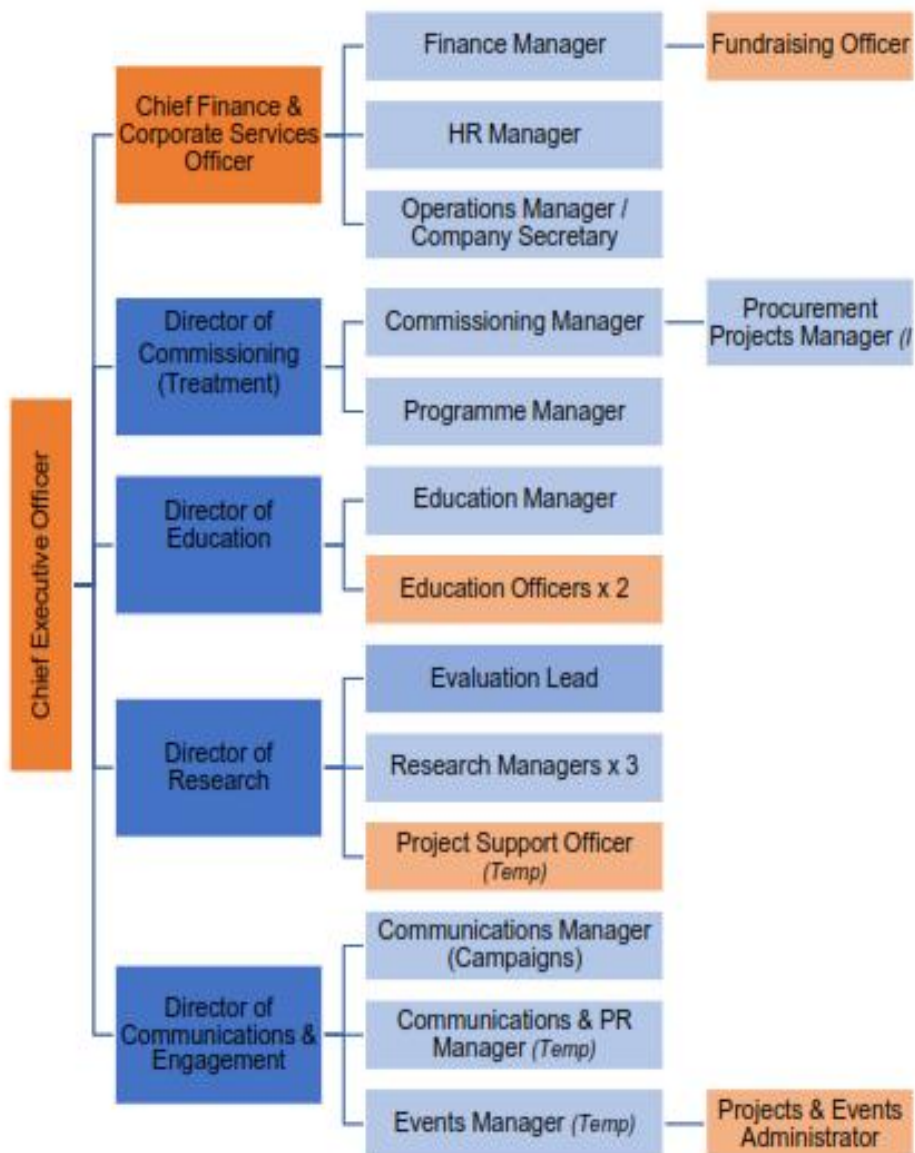 Finance Manager
Fundraising Officer
Chief Finance &
Corporate Services
Officer
HR Manager
Operations Manager /
Company Secretary
Director of
Commissioning
(Treatment)
Commissioning Manager
Procurement
Projects Manager (I
Programme Manager
Chief Executive Officer
Director of
Education
Education Manager
Education Officers x 2
Director of
Research
Evaluation Lead
Research Managers x 3
Project Support Officer
(Temp)
Director of
Communications &
Engagement
Communications Manager
(Campaigns)
Communications & PR
Manager (Temp)
Events Manager (Temp)
Projects & Events
Administrator